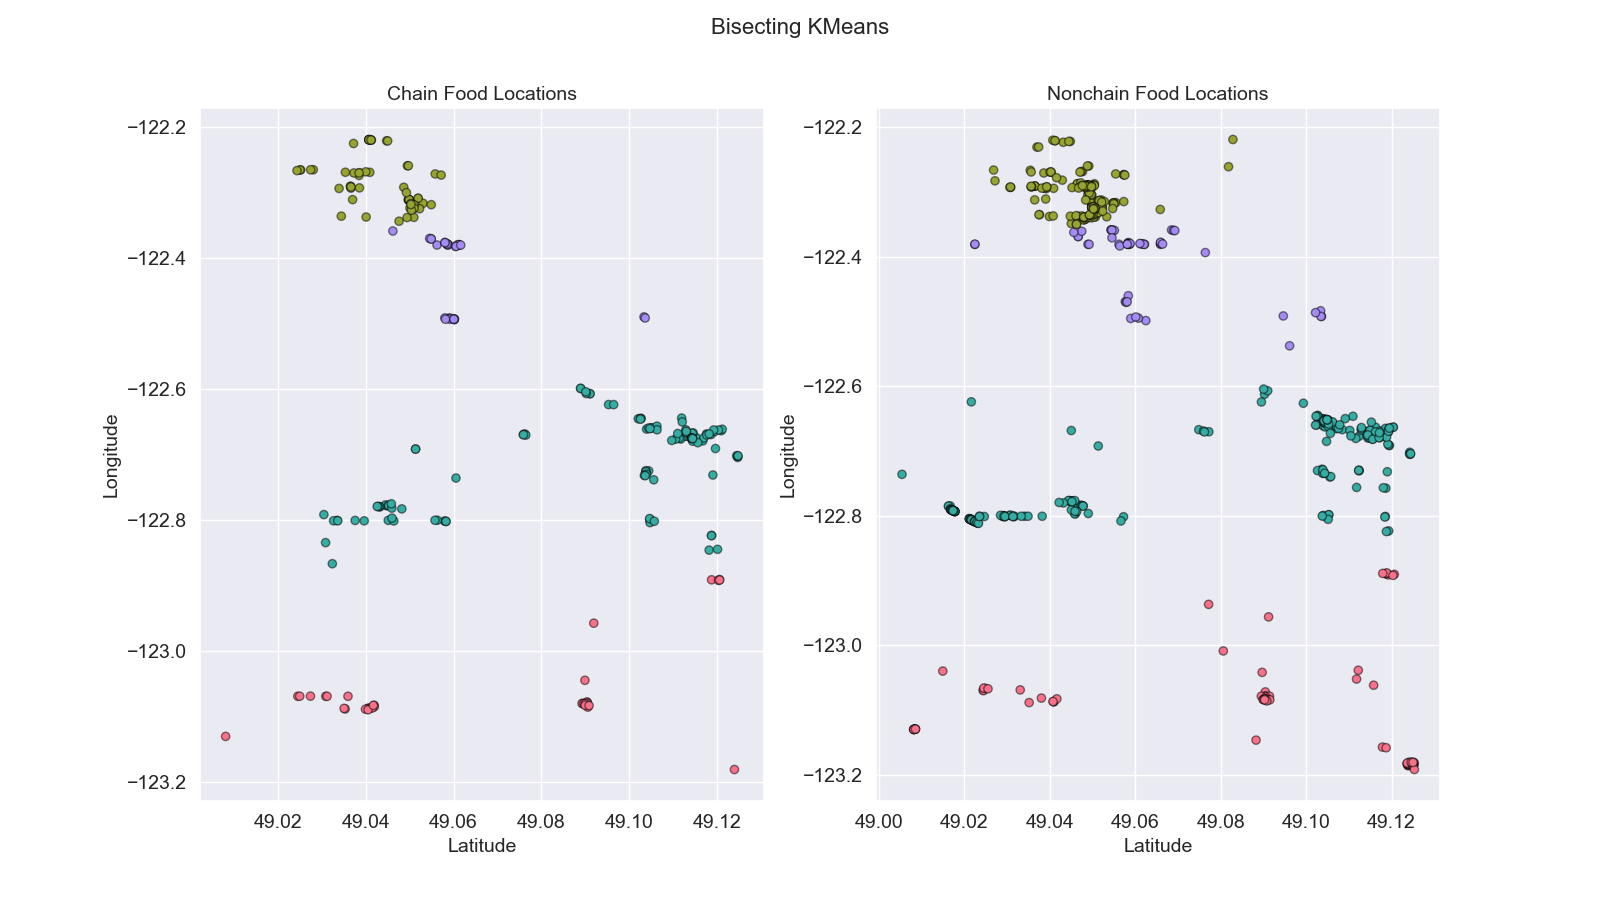 Bisecting KMeans
Chain Food Locations
−122.2
−122.4
−122.6
−122.8
−123.0
−123.2
Longitude
49.02 49.04 49.06 49.08 49.10 49.12
Latitude
Nonchain Food Locations
−122.2
−122.4
−122.6
−122.8
−123.0
−123.2
Longitude
49.00 49.02 49.04 49.06 49.08 49.10 49.12
Latitude